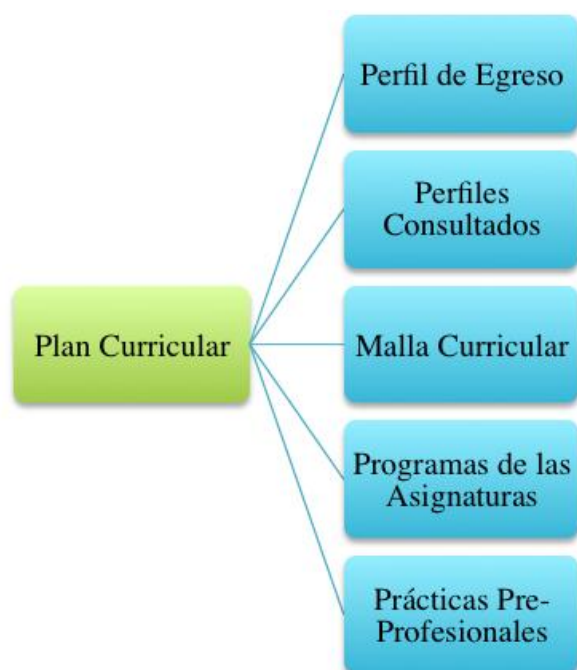 Perfil de Egreso
Perfiles
Consultados
Plan Curricular
Malla Curricular
Programas de las
Asignaturas
Prácticas Pre-
Profesionales